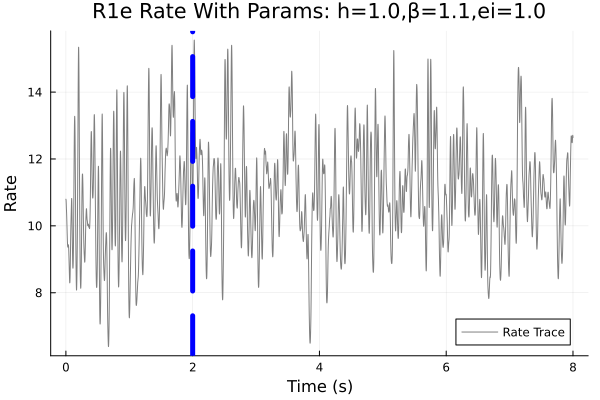 R1e Rate With Params: h=1.0,β=1.1,ei=1.0
Rate
14
12
10
8
Rate Trace
0
2
4
6
8
Time (s)